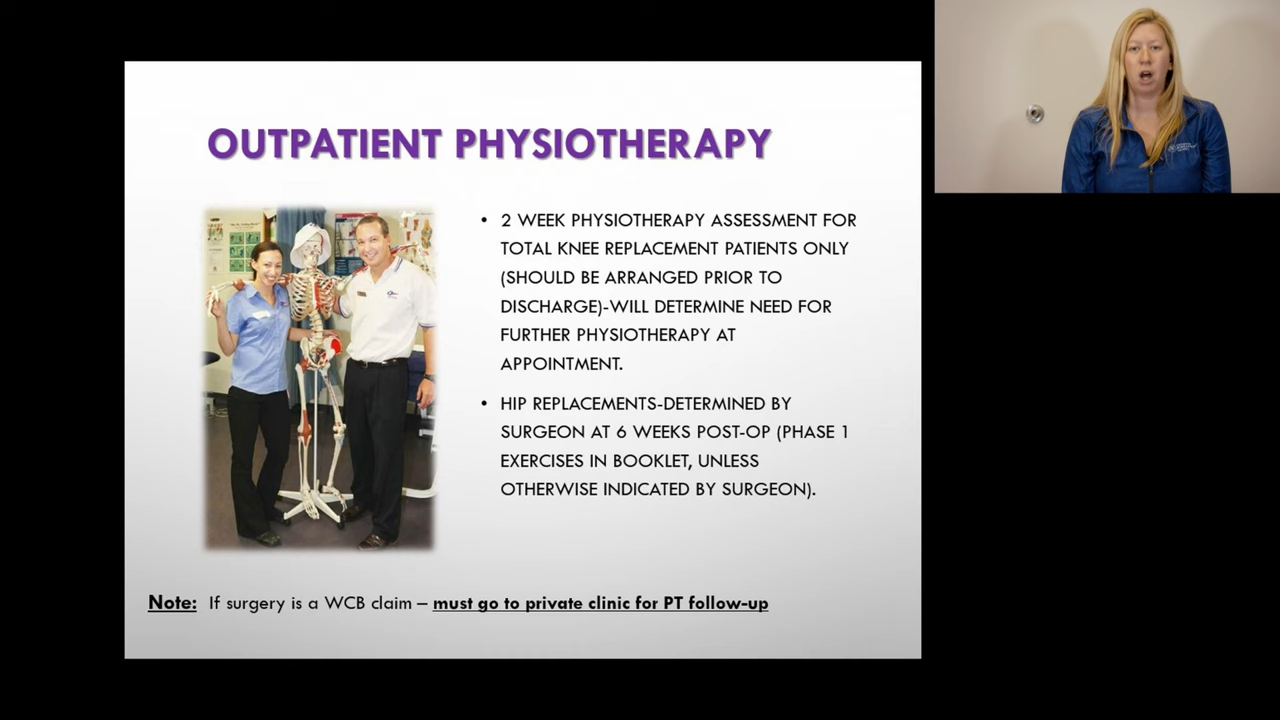 OUTPATIENT PHYSIOTHERAPY
• 2 WEEK PHYSIOTHERAPY ASSESSMENT FOR
TOTAL KNEE REPLACEMENT PATIENTS ONLY
(SHOULD BE ARRANGED PRIOR TO
DISCHARGE)-WILL DETERMINE NEED FOR
FURTHER PHYSIOTHERAPY AT
APPOINTMENT.
• HIP REPLACEMENTS-DETERMINED BY
SURGEON AT 6 WEEKS POST-OP (PHASE 1
EXERCISES IN BOOKLET, UNLESS
OTHERWISE INDICATED BY SURGEON).
Note: If surgery is a WCB claim – must go to private clinic for PT follow-up